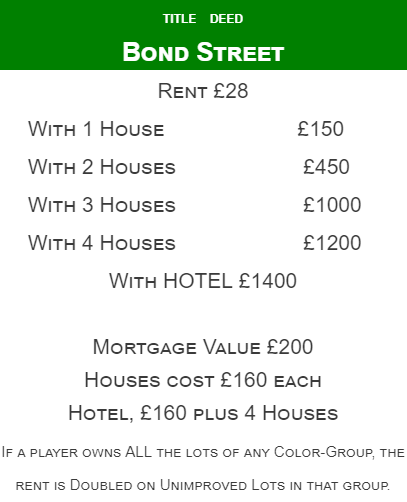 TITLE DEED
BOND STREET
RENT £28
WITH 1 HOUSE £150
WITH 2 HOUSES £450
WITH 3 HOUSES £1000
WITH 4 HOUSES £1200
WITH HOTEL £1400
MORTGAGE VALUE £200
HOUSES COST £160 EACH
HOTEL, £160 PLUS 4 HOUSES
IF A PLAYER OWNS ALL THE LOTS OF ANY COLOR-GROUP, THE
RENT IS DOUBLED ON UNIMPROVED LOTS IN THAT GROUP.